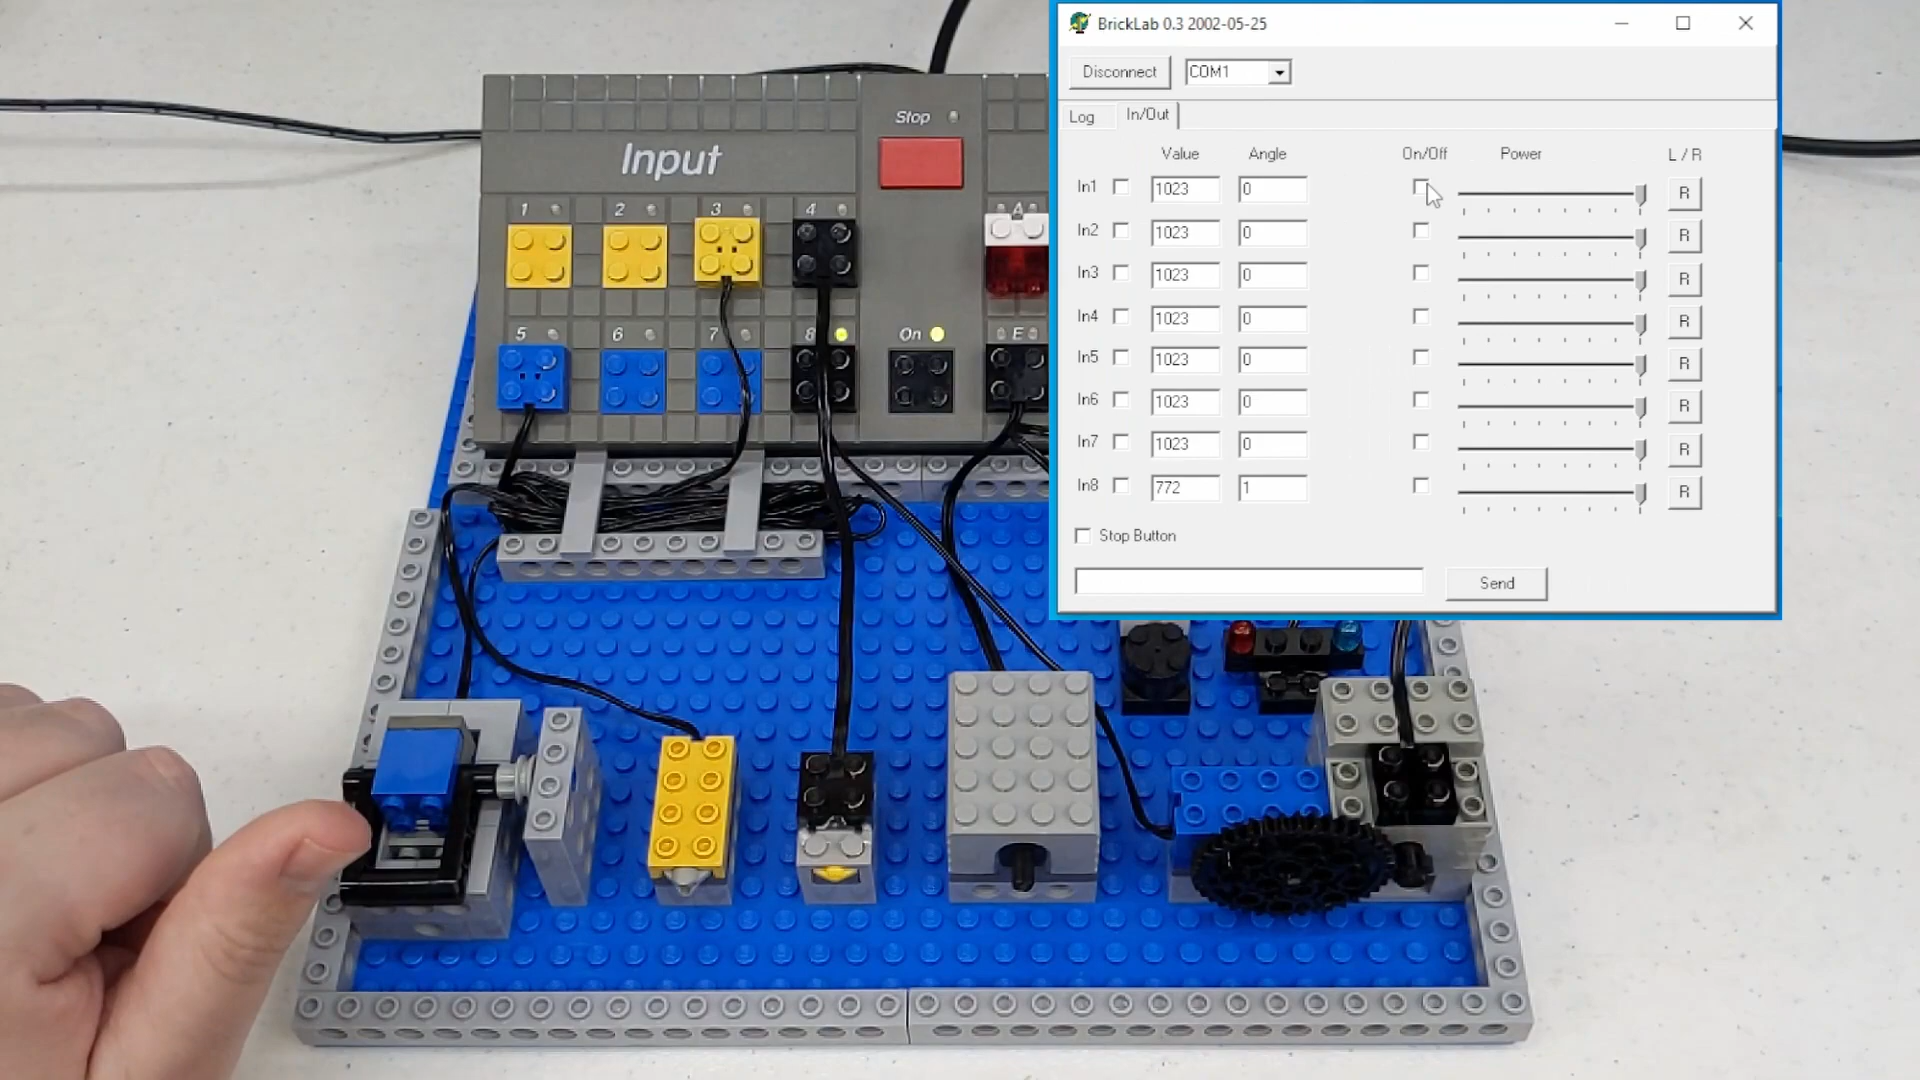 BrickLab 0.3 2002-05-25
Disconnect COM1
Log In/Out
Value Angle On/Off Power L / R
In1 1023 0 R
In2 1023 0 R
In3 1023 0 R
In4 1023 0 R
In5 1023 0 R
In6 1023 0 R
In7 1023 0 R
In8 772 1 R
Stop Button
Send
Stop
Input
1 2 3 4 A
5 6 7 8 On E